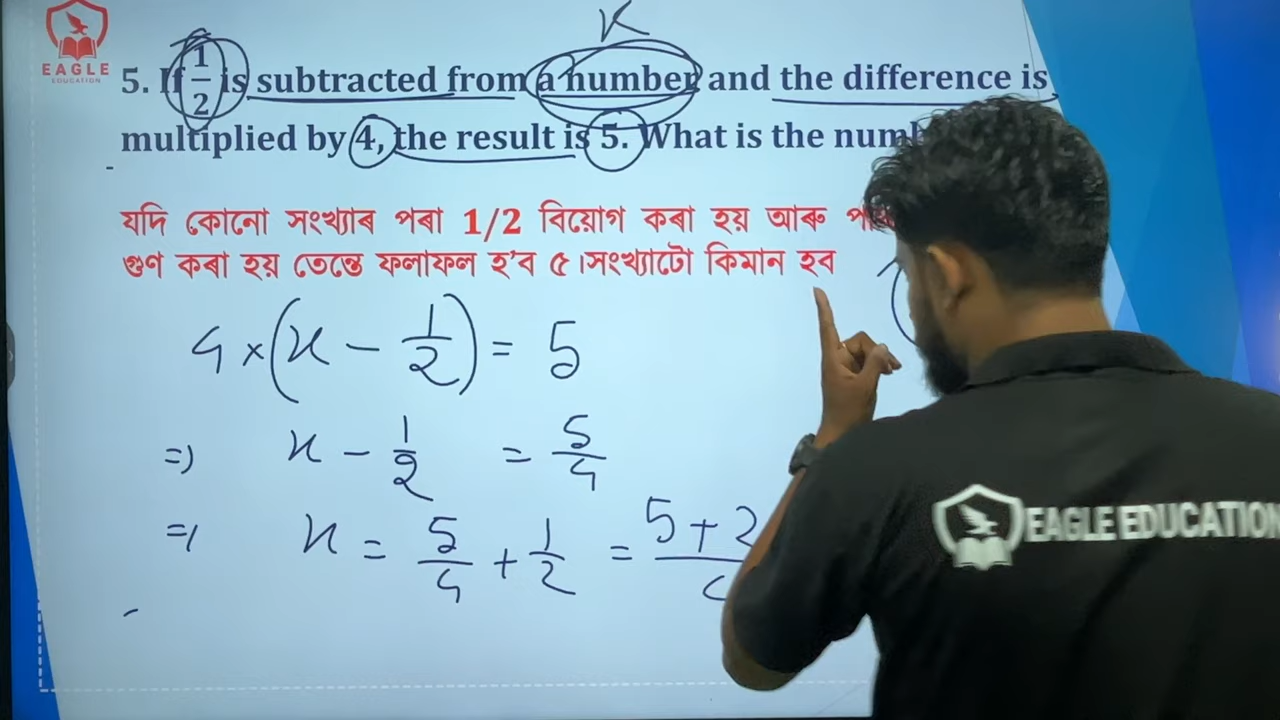 EAGLE
EDUCATION
x
5. If 1/2 is subtracted from a number and the difference is
multiplied by 4, the result is 5. What is the
যদি কোনো সংখ্যাৰ পৰা 1/2 বিয়োগ কৰা হয় আৰু
গুণ কৰা হয় তেন্তে ফলাফল হ'ব ৫।সংখ্যাটো কিমান হব
4 × (x - 1/2) = 5
=) x - 1/2 = 5/4
=) x = 5/4 + 1/2 = 5+2
EAGLE EDUCATION